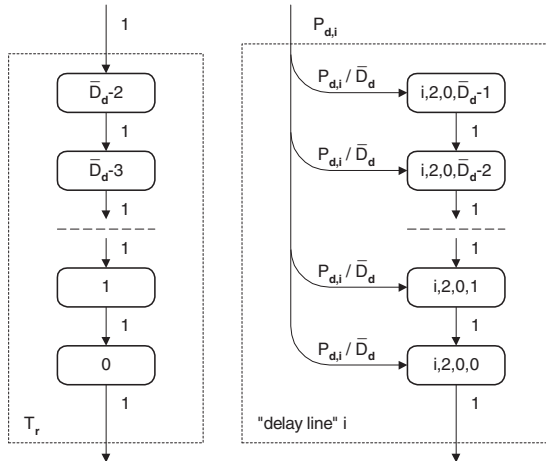 1
D̅d-2
1
D̅d-3
1
1
1
1
0
1
Tr
Pd,i
Pd,i / D̅d
i,2,0,D̅d-1
1
Pd,i / D̅d
i,2,0,D̅d-2
1
1
Pd,i / D̅d
i,2,0,1
1
Pd,i / D̅d
i,2,0,0
1
"delay line" i